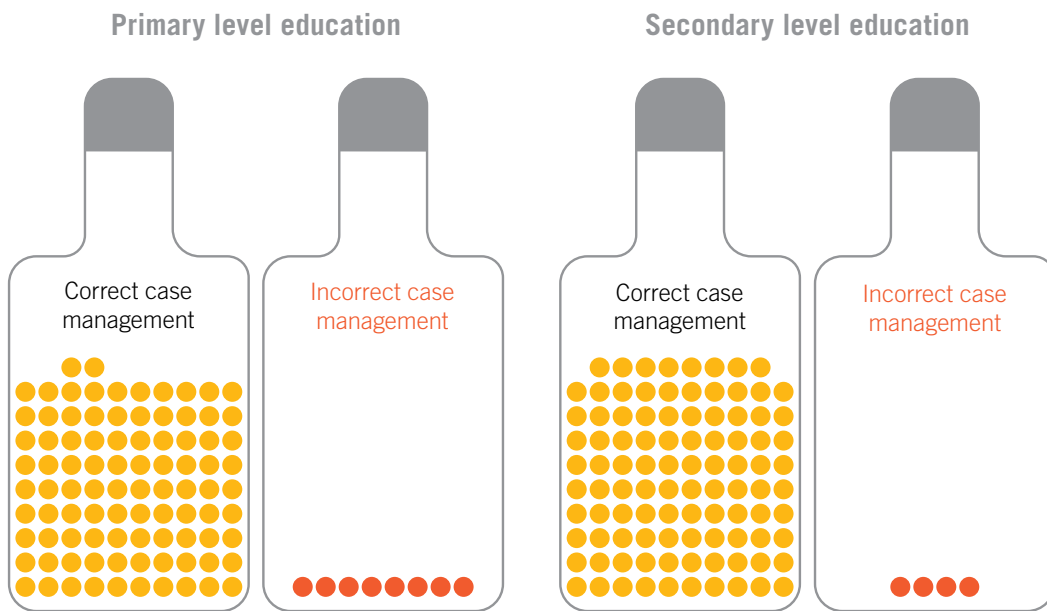 Primary level education
Secondary level education
Correct case
management
Incorrect case
management
Correct case
management
Incorrect case
management